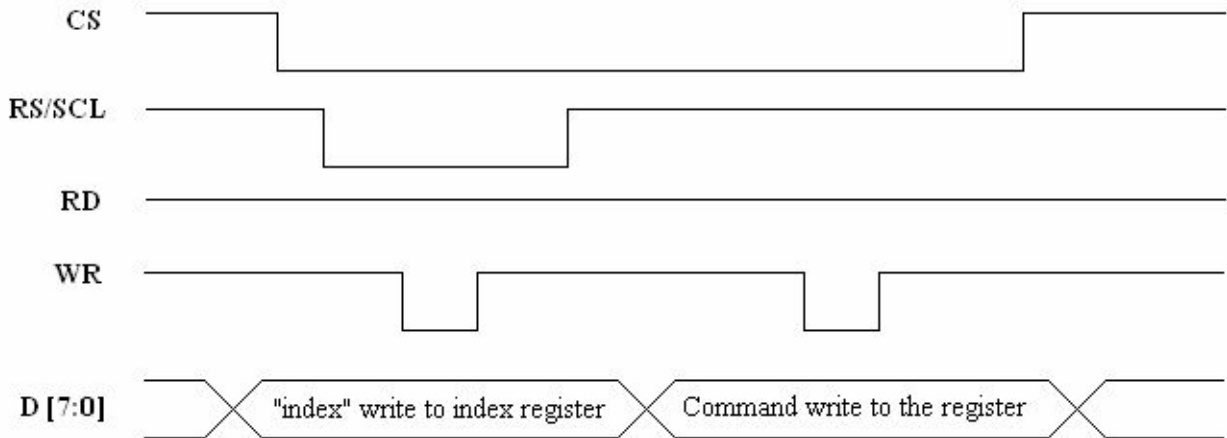 CS
RS/SCL
RD
WR
D [7:0]
"index" write to index register
Command write to the register